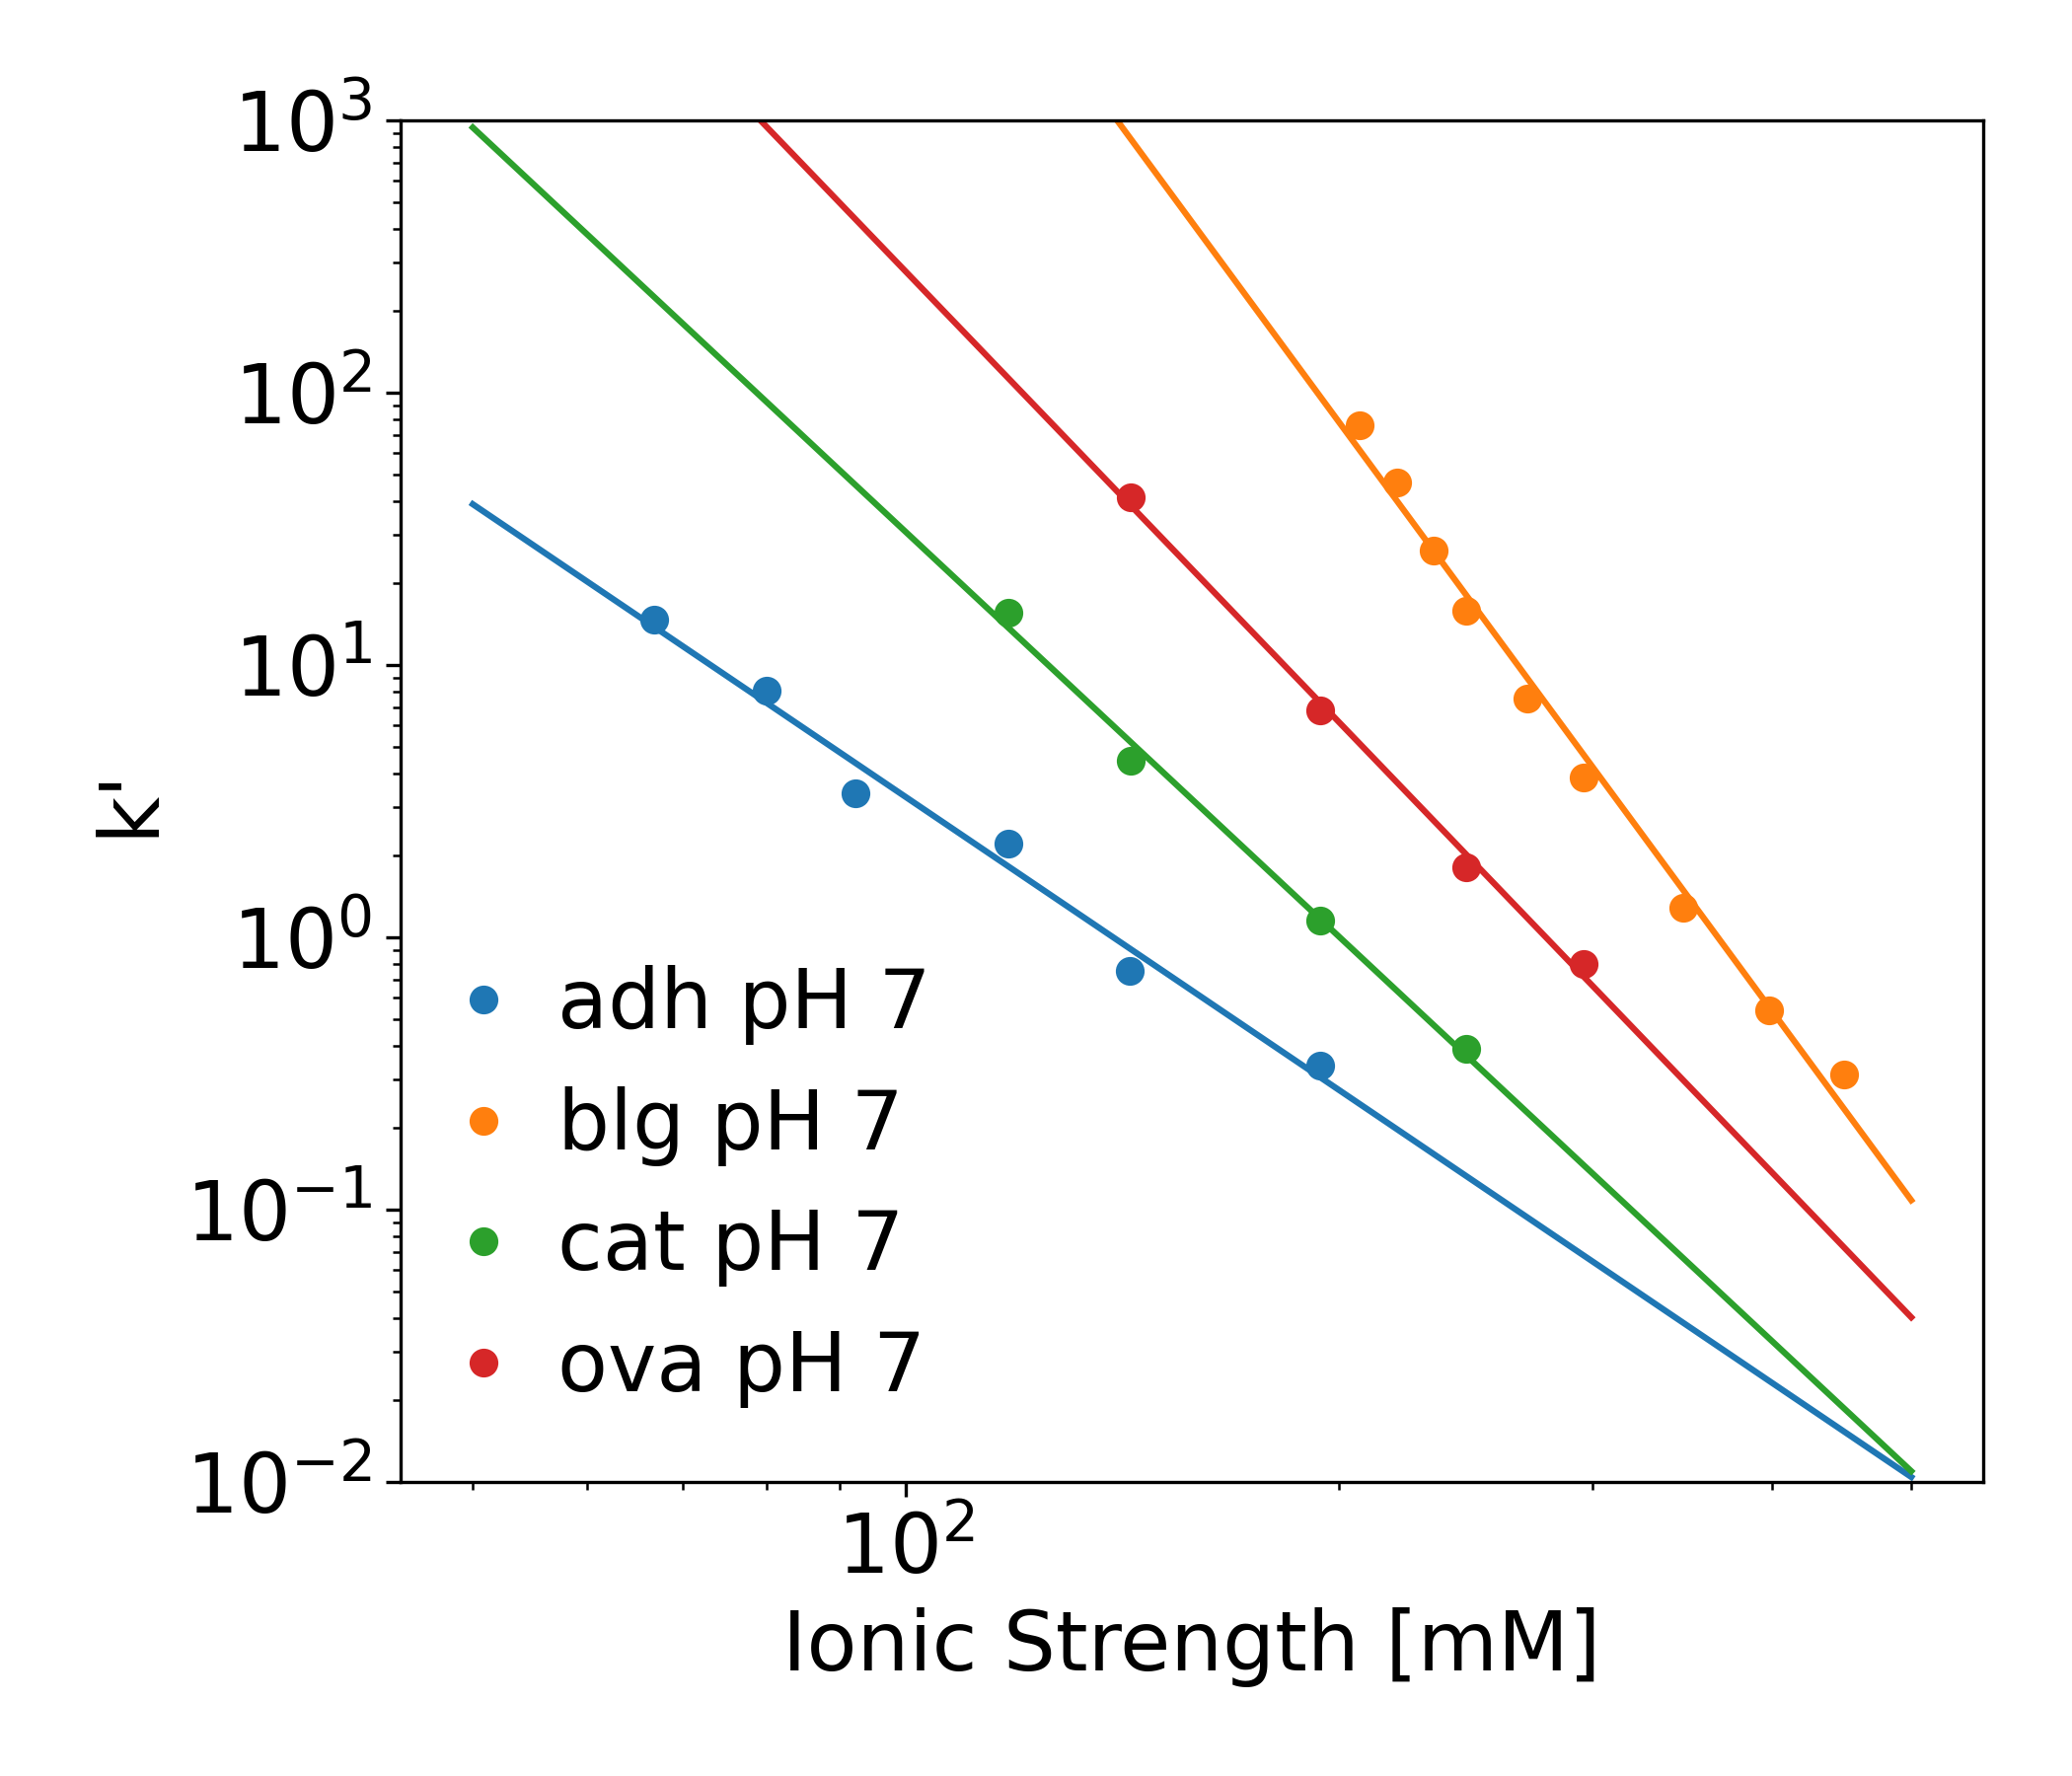 10³
10²
10¹
10⁰
10⁻¹
10⁻²
k'
adh pH 7
blg pH 7
cat pH 7
ova pH 7
10²
Ionic Strength [mM]